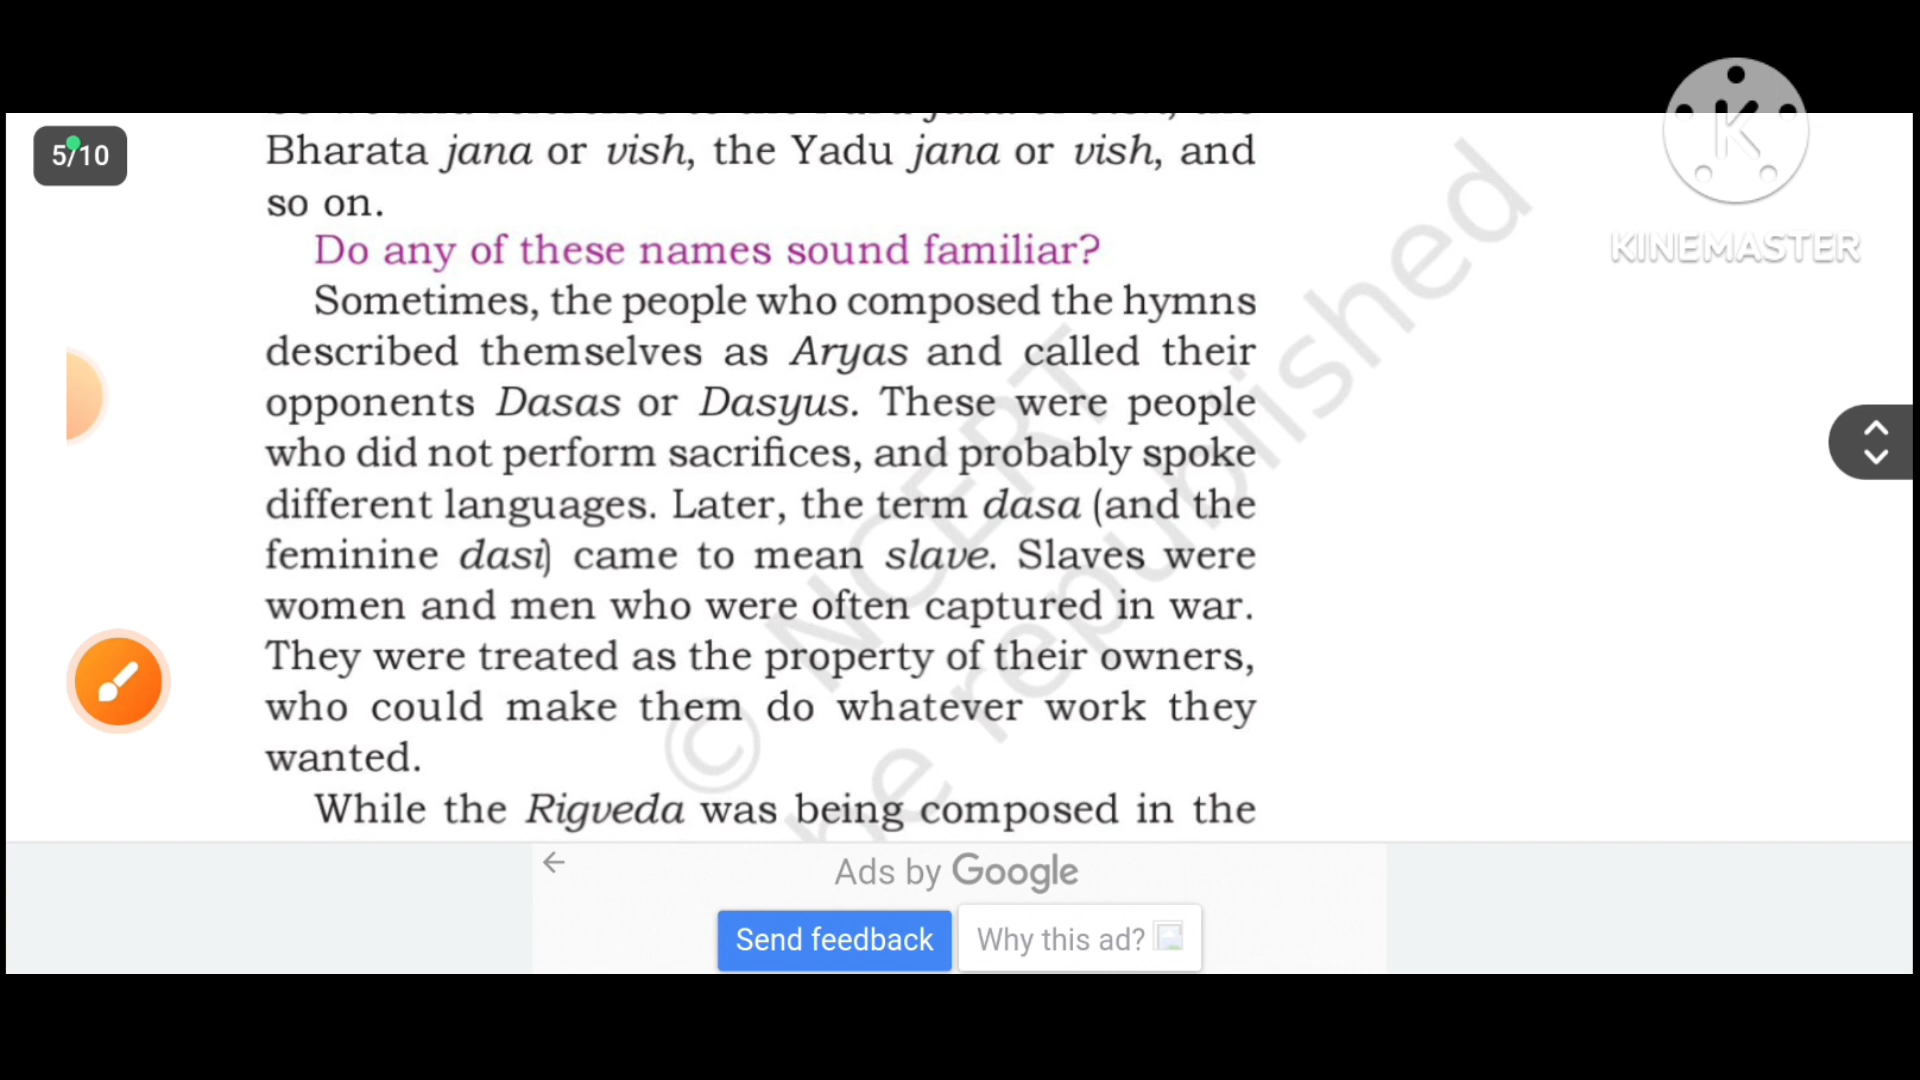 5/10
Bharata jana or vish, the Yadu jana or vish, and
so on.
Do any of these names sound familiar?
Sometimes, the people who composed the hymns
described themselves as Aryas and called their
opponents Dasas or Dasyus. These were people
who did not perform sacrifices, and probably spoke
different languages. Later, the term dasa (and the
feminine dasi) came to mean slave. Slaves were
women and men who were often captured in war.
They were treated as the property of their owners,
who could make them do whatever work they
wanted.
While the Rigveda was being composed in the
© NCERT
he republished
K
KINEMASTER
Ads by Google
Send feedback
Why this ad?